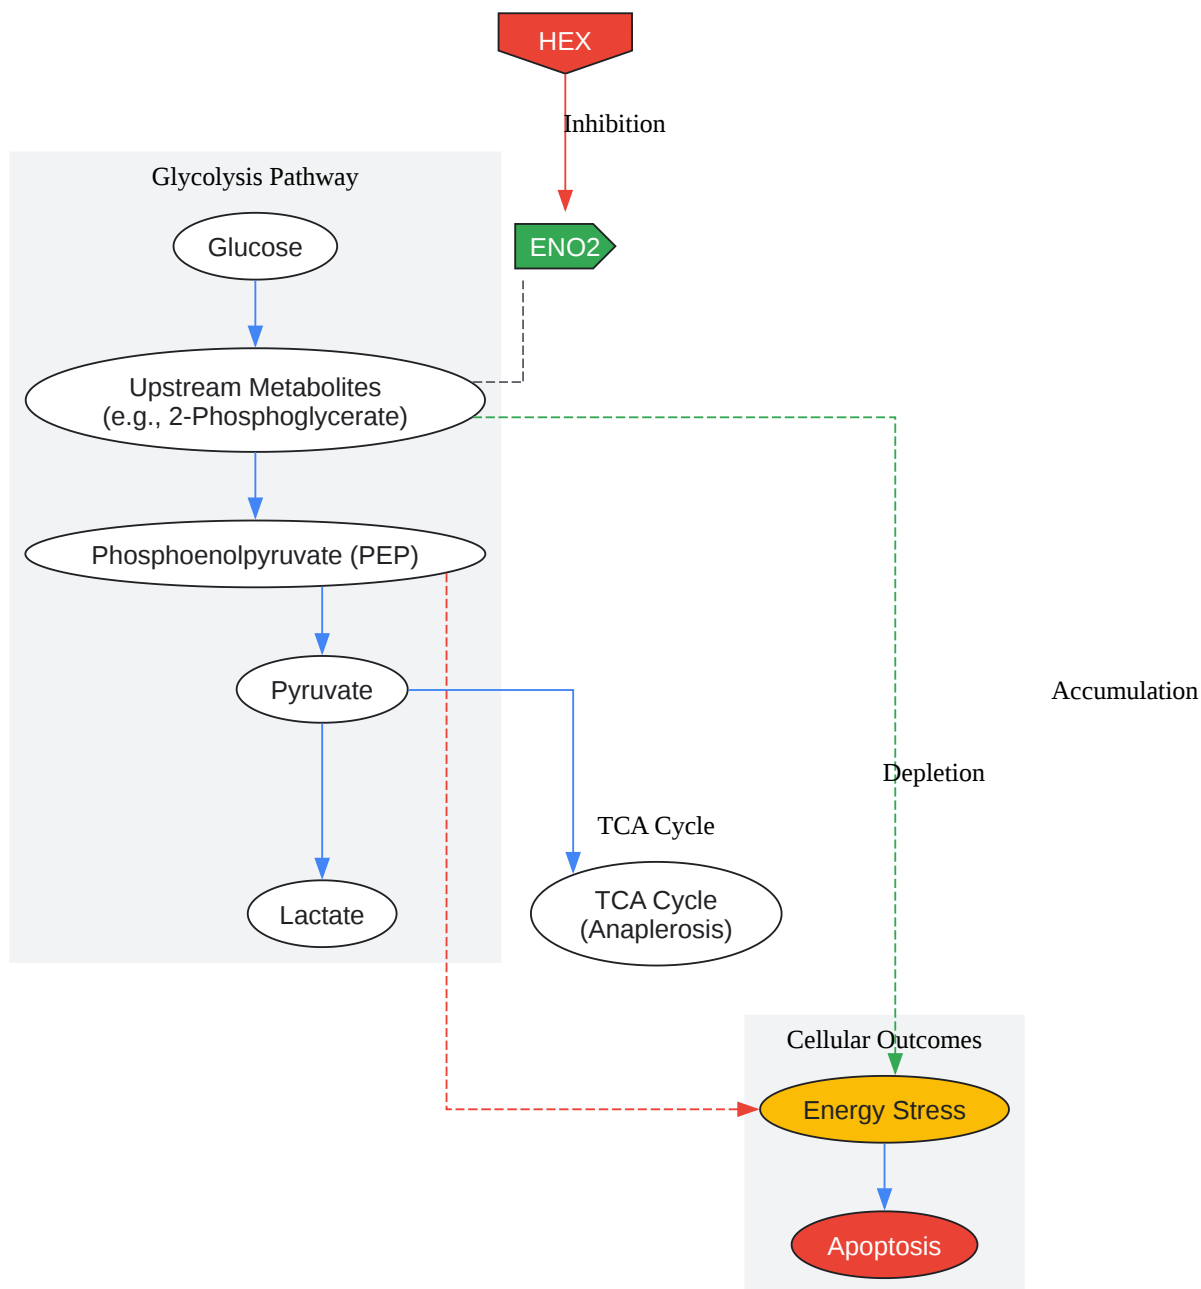 HEX
Inhibition
Glycolysis Pathway
Glucose
ENO2
Upstream Metabolites
(e.g., 2-Phosphoglycerate)
Phosphoenolpyruvate (PEP)
Pyruvate
Accumulation
Depletion
TCA Cycle
TCA Cycle
(Anaplerosis)
Lactate
Cellular Outcomes
Energy Stress
Apoptosis